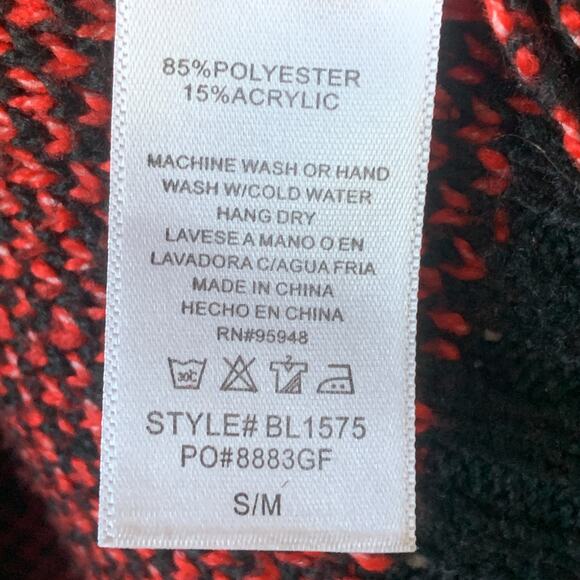 85%POLYESTER
15%ACRYLIC
MACHINE WASH OR HAND
WASH W/COLD WATER
HANG DRY
LAVESE A MANO O EN
LAVADORA C/AGUA FRIA
MADE IN CHINA
HECHO EN CHINA
RN#95948
30C
STYLE# BL1575
PO#8883GF
S/M